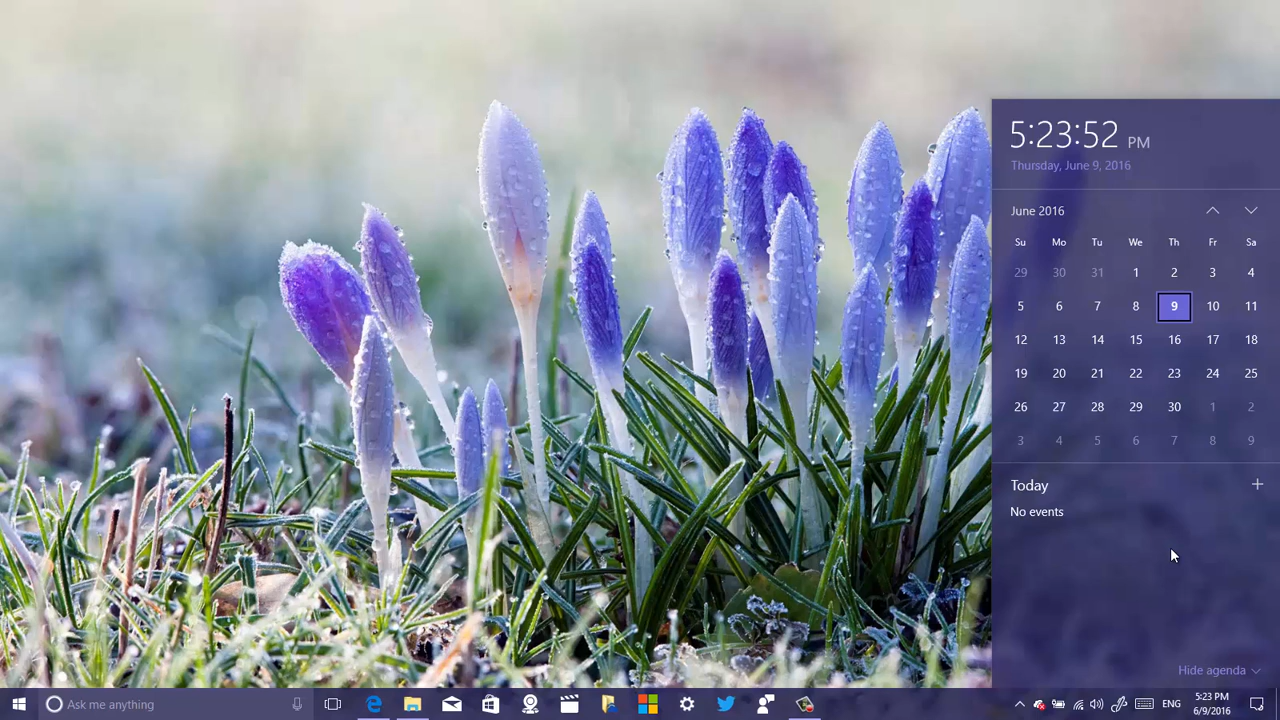 5:23:52 PM
Thursday, June 9, 2016
June 2016
Su Mo Tu We Th Fr Sa
29 30 31 1 2 3 4
5 6 7 8 9 10 11
12 13 14 15 16 17 18
19 20 21 22 23 24 25
26 27 28 29 30 1 2
3 4 5 6 7 8 9
Today
No events
Hide agenda
Ask me anything
ENG
5:23 PM
6/9/2016